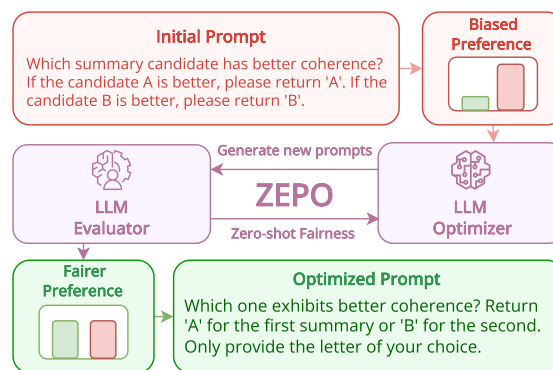 Initial Prompt
Which summary candidate has better coherence?
If the candidate A is better, please return 'A'. If the
candidate B is better, please return 'B'.
Biased
Preference
Generate new prompts
ZEPO
Zero-shot Fairness
LLM
Evaluator
LLM
Optimizer
Fairer
Preference
Optimized Prompt
Which one exhibits better coherence? Return
'A' for the first summary or 'B' for the second.
Only provide the letter of your choice.